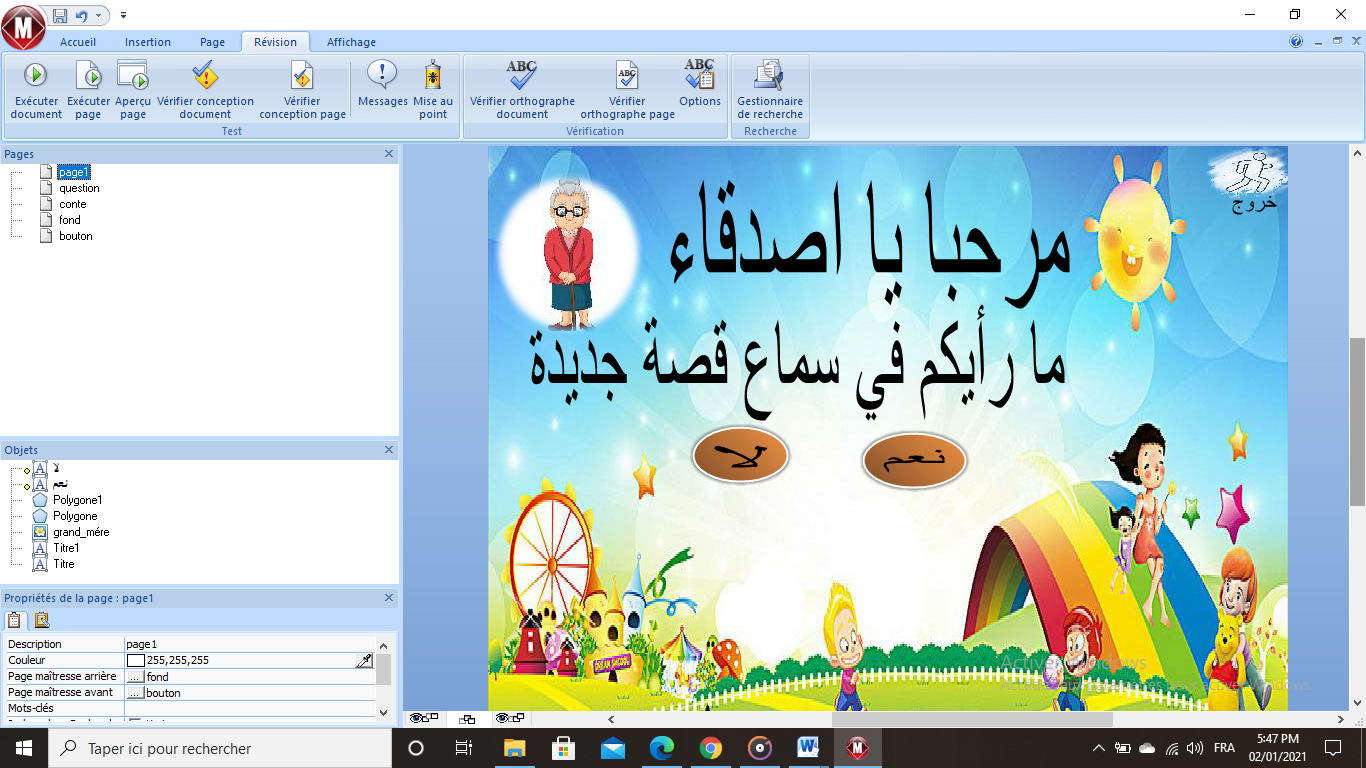 Accueil
Insertion
Page
Révision
Affichage
Exécuter document
Exécuter page
Aperçu page
Vérifier conception document
Vérifier conception page
Messages
Mise au point
Test
Vérifier orthographe document
Vérifier orthographe page
Options
Vérification
Gestionnaire de recherche
Recherche
Pages
page1
question
conte
fond
bouton
Objets
لا
نعم
Polygone1
Polygone
grand_mére
Titre1
Titre
Propriétés de la page : page1
Description page1
Couleur 255,255,255
Page maîtresse arrière ... fond
Page maîtresse avant ... bouton
Mots-clés
خروج
مرحبا يا اصدقاء
ما رأيكم في سماع قصة جديدة
نعم
لا
Activer Windows
Taper ici pour rechercher
FRA
5:47 PM
02/01/2021